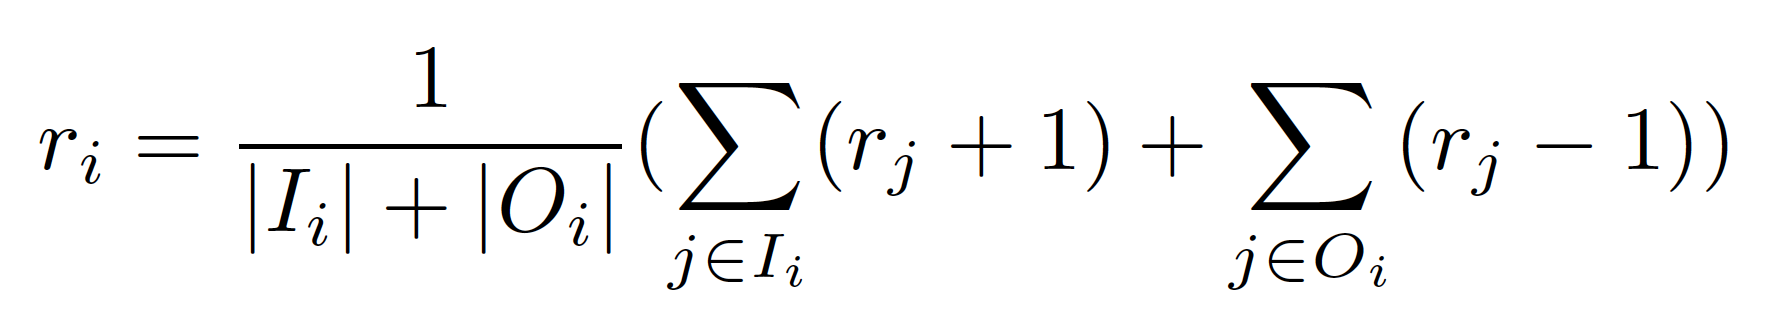 r_i = \frac{1}{|I_i| + |O_i|} ( \sum_{j \in I_i} (r_j + 1) + \sum_{j \in O_i} (r_j - 1))